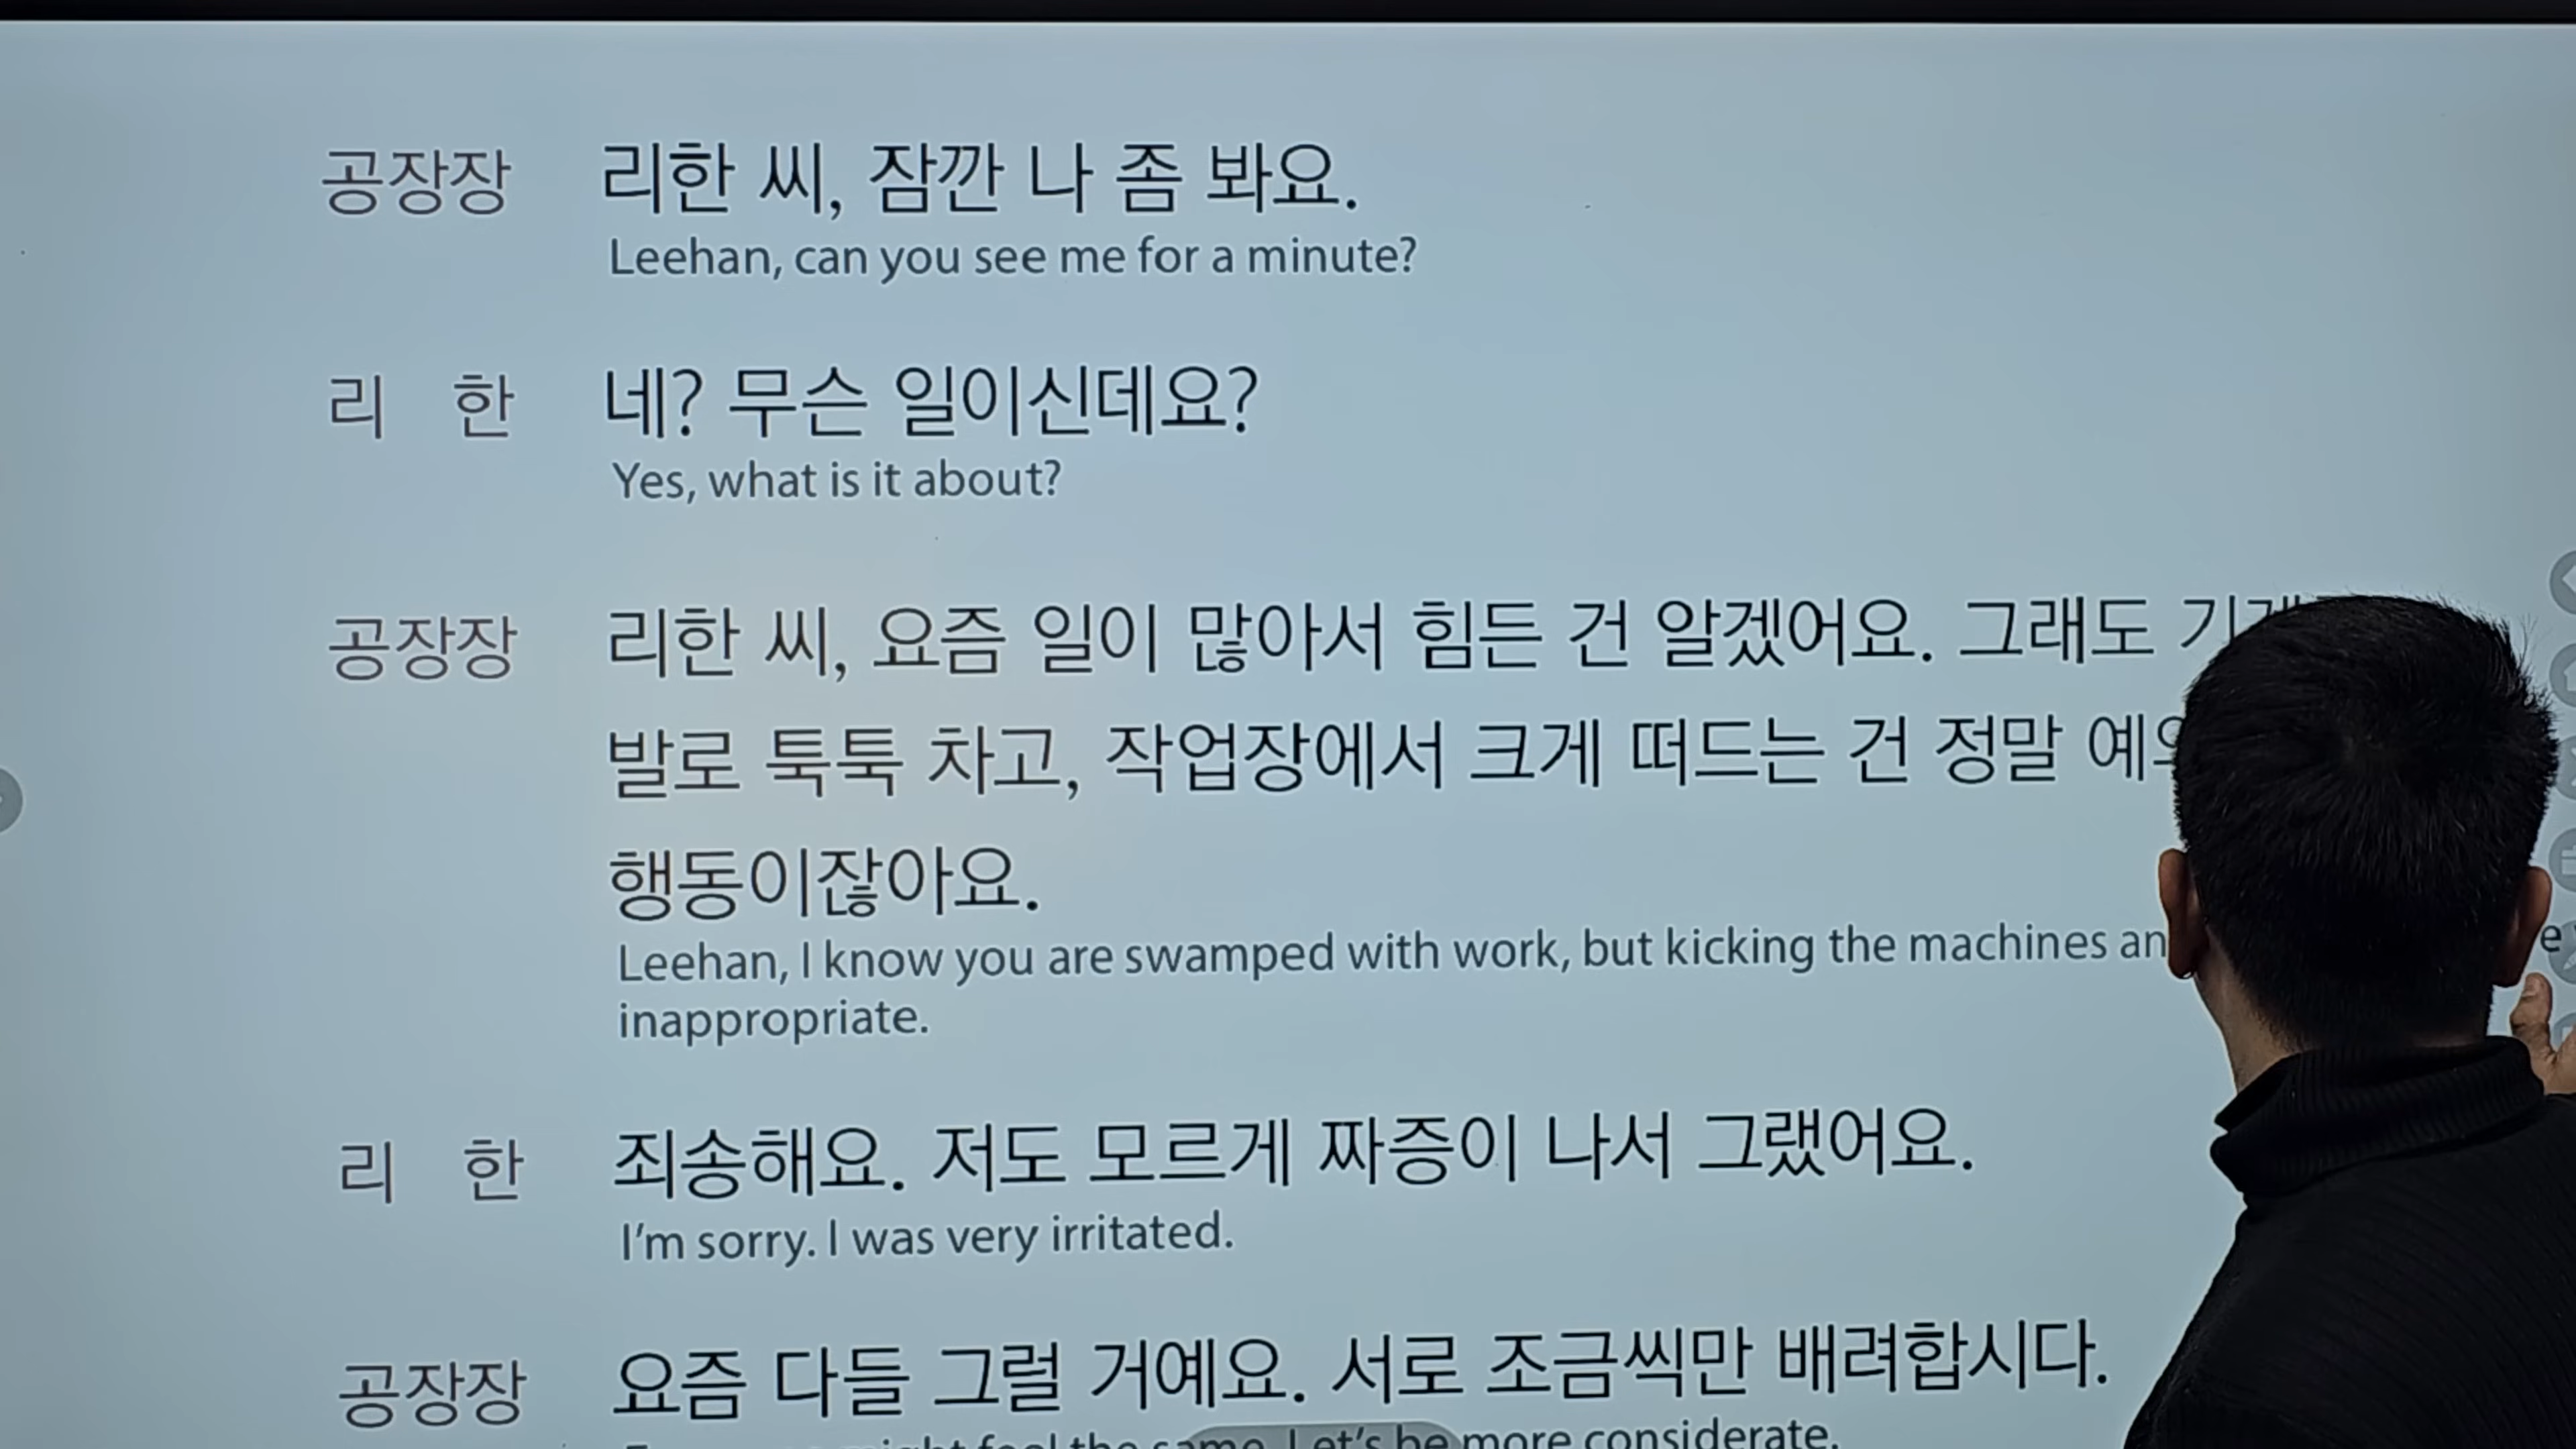 공장장 리한 씨, 잠깐 나 좀 봐요.
Leehan, can you see me for a minute?
리 한 네? 무슨 일이신데요?
Yes, what is it about?
공장장 리한 씨, 요즘 일이 많아서 힘든 건 알겠어요. 그래도
발로 툭툭 차고, 작업장에서 크게 떠드는 건 정말
행동이잖아요.
Leehan, I know you are swamped with work, but kicking the machines
inappropriate.
리 한 죄송해요. 저도 모르게 짜증이 나서 그랬어요.
I'm sorry. I was very irritated.
공장장 요즘 다들 그럴 거예요. 서로 조금씩만 배려합시다.
might feel the same. Let's be more considerate.